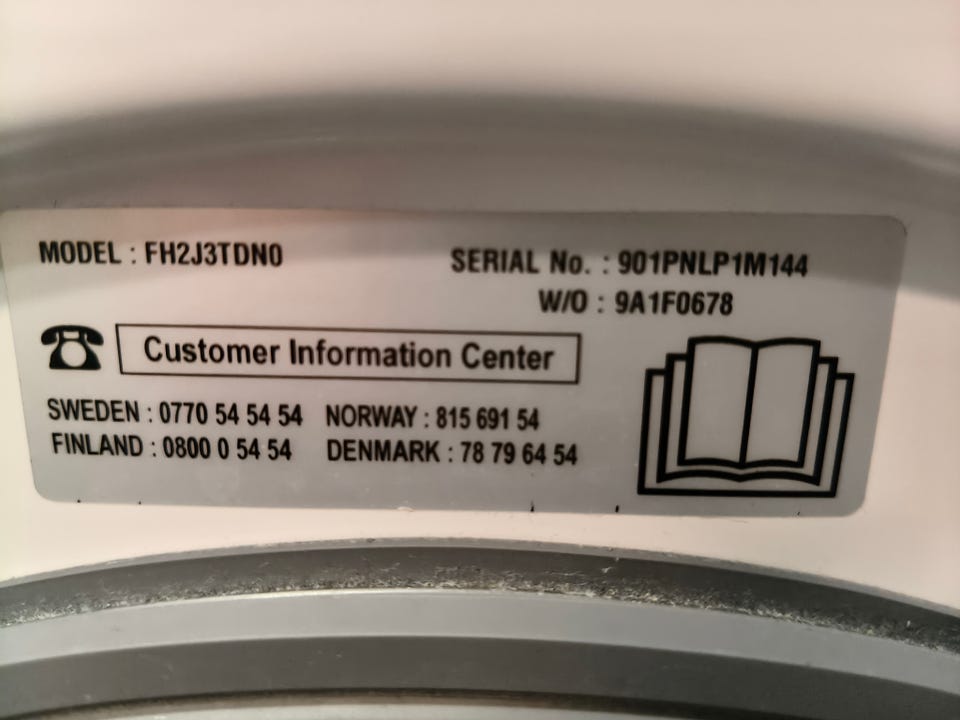 MODEL : FH2J3TDN0
SERIAL No. : 901PNLP1M144
W/O : 9A1F0678
Customer Information Center
SWEDEN : 0770 54 54 54 NORWAY : 815 691 54
FINLAND : 0800 0 54 54 DENMARK : 78 79 64 54